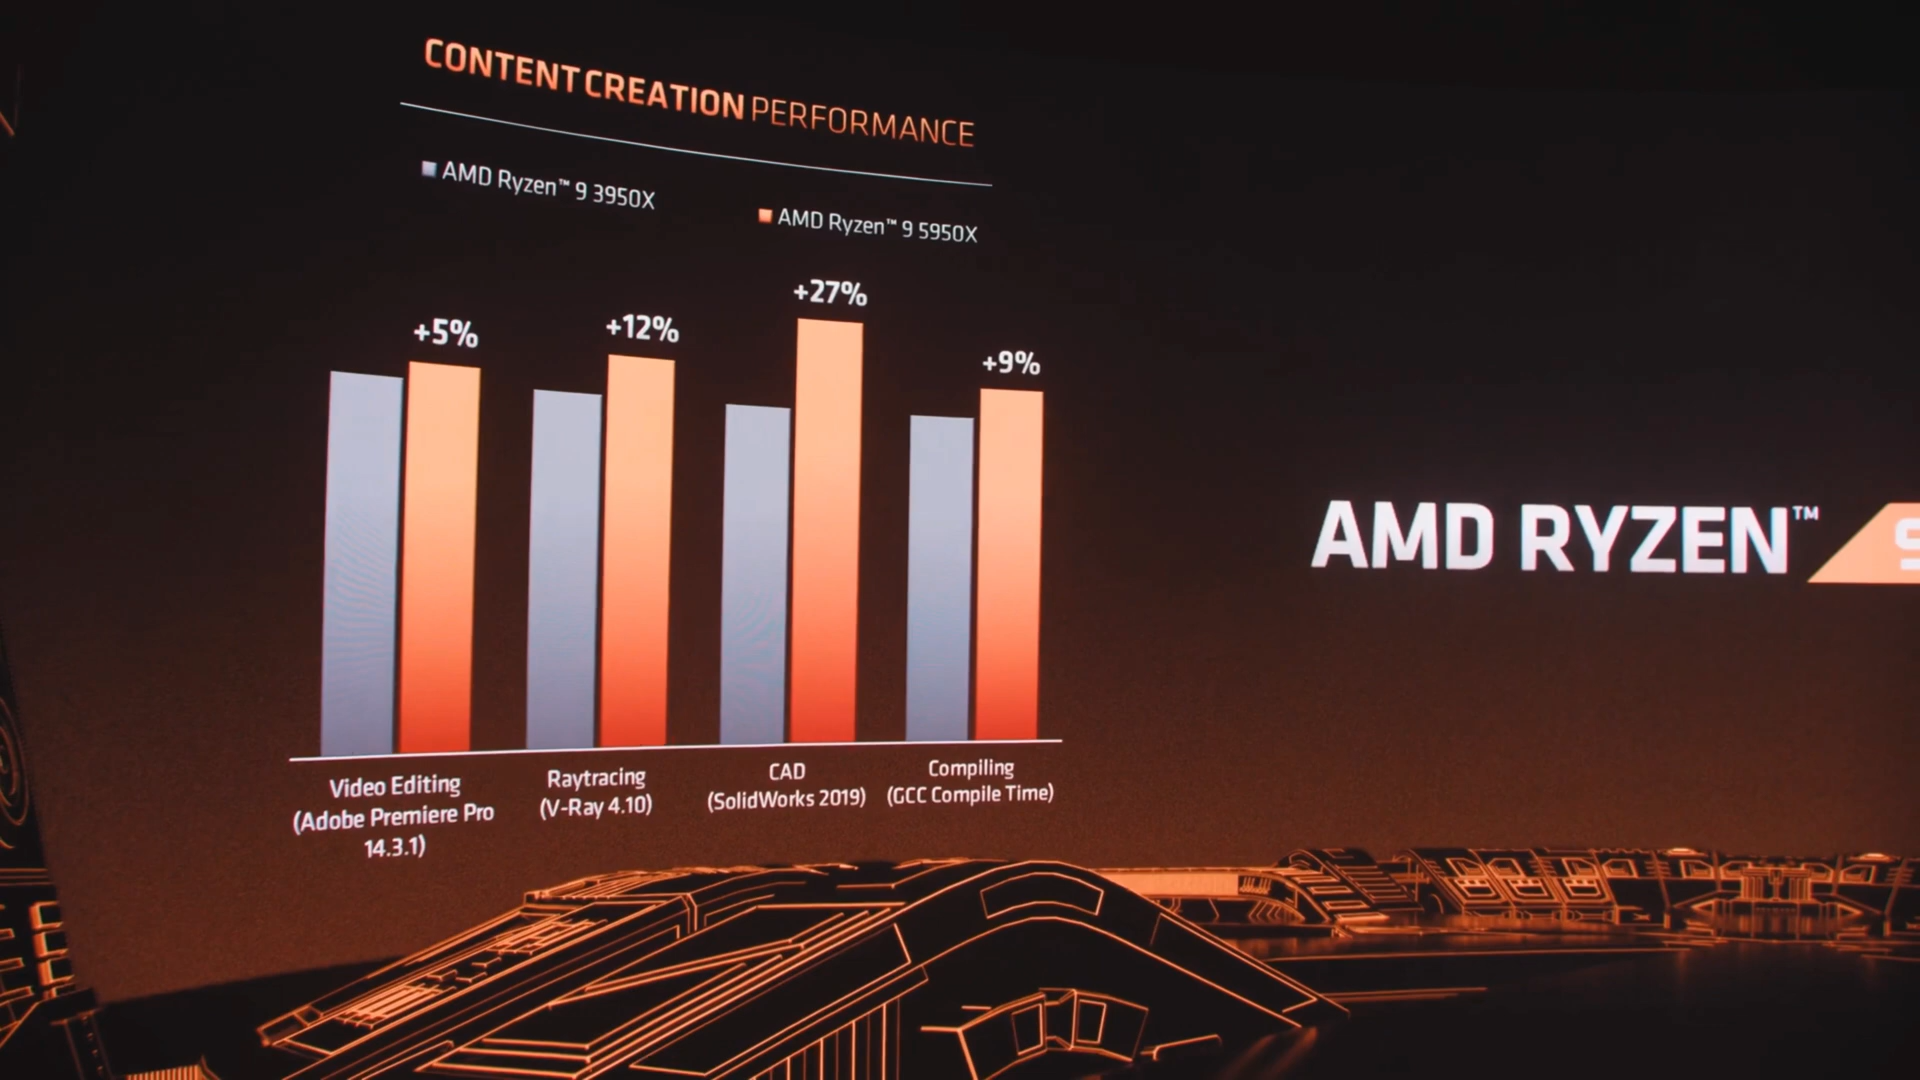 CONTENT CREATION PERFORMANCE
AMD Ryzen™ 9 3950X
AMD Ryzen™ 9 5950X
+5%
+12%
+27%
+9%
Video Editing
(Adobe Premiere Pro
14.3.1)
Raytracing
(V-Ray 4.10)
CAD
(SolidWorks 2019)
Compiling
(GCC Compile Time)
AMD RYZEN™